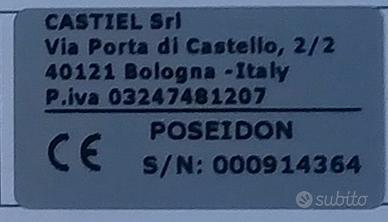 CASTIEL Srl
Via Porta di Castello, 2/2
40121 Bologna -Italy
P.iva 03247481207
CE
POSEIDON
S/N: 000914364
subito